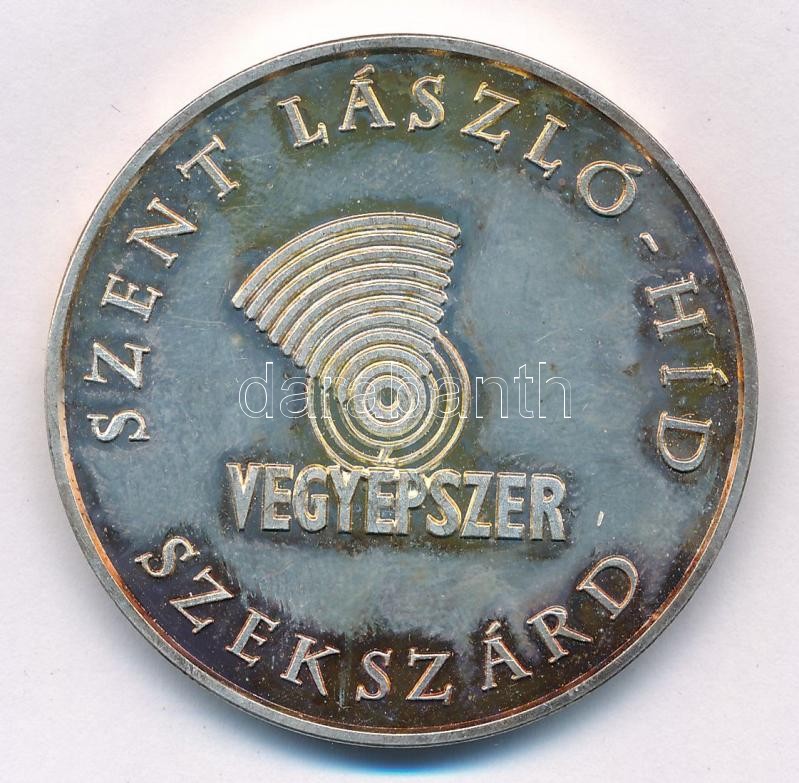 SZENT LÁSZLÓ-HÍD
darabanth
VEGYÉPSZER
SZEKSZÁRD